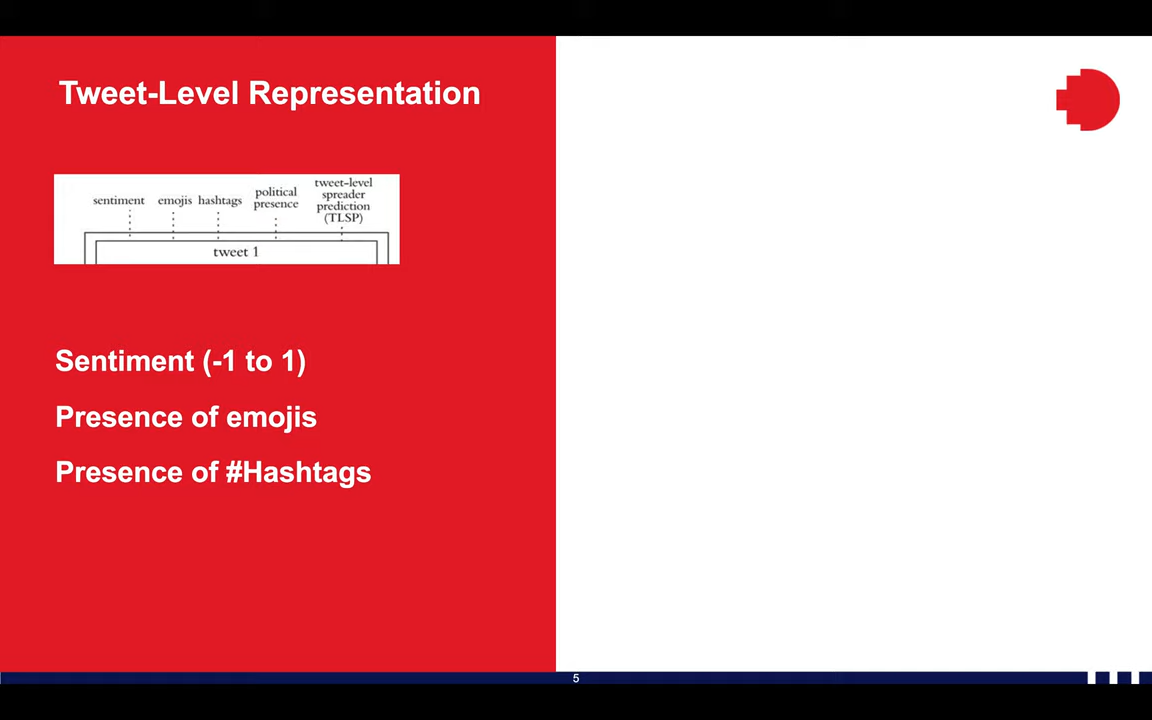 Tweet-Level Representation
sentiment emojis hashtags political presence tweet-level spreader prediction (TLSP)
tweet 1
Sentiment (-1 to 1)
Presence of emojis
Presence of #Hashtags
5